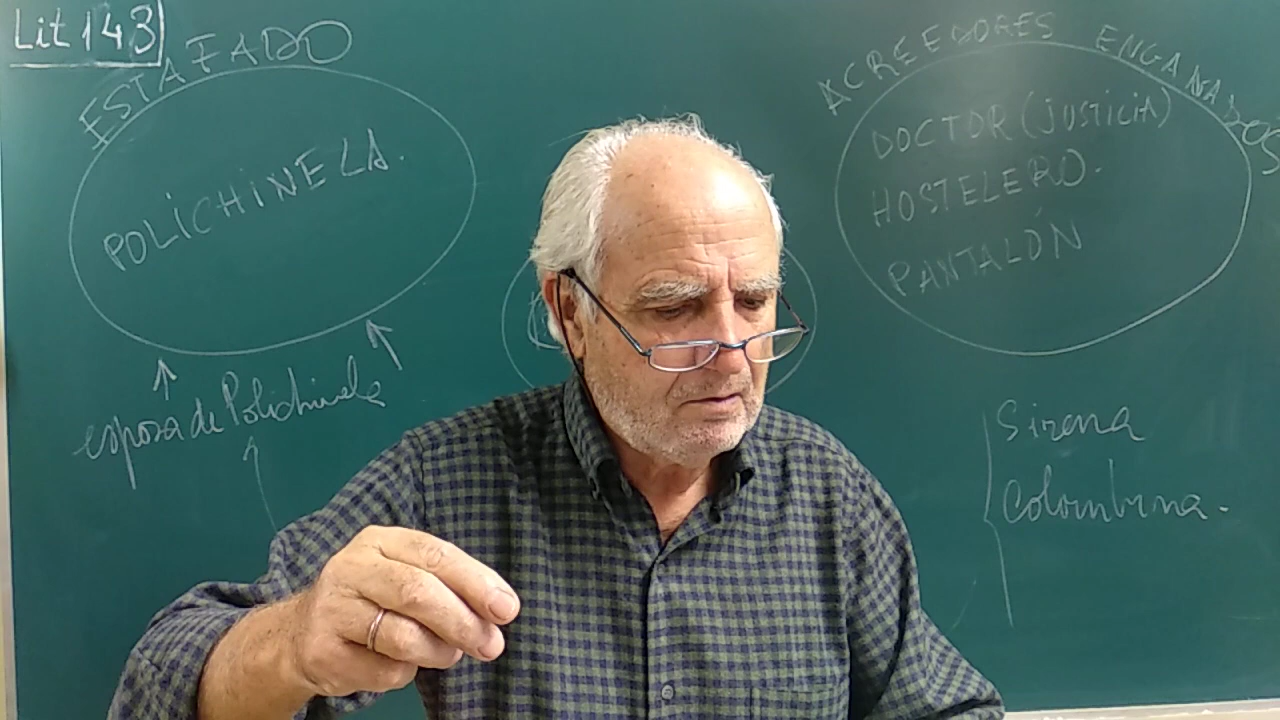 Lit 143
ESTAFADO
POLICHINELA.
esposa de Polichinela
ACREEDORES ENGAÑADOS
DOCTOR (JUSTICIA)
HOSTELERO.
PANTALÓN
Sirena
Colombina.